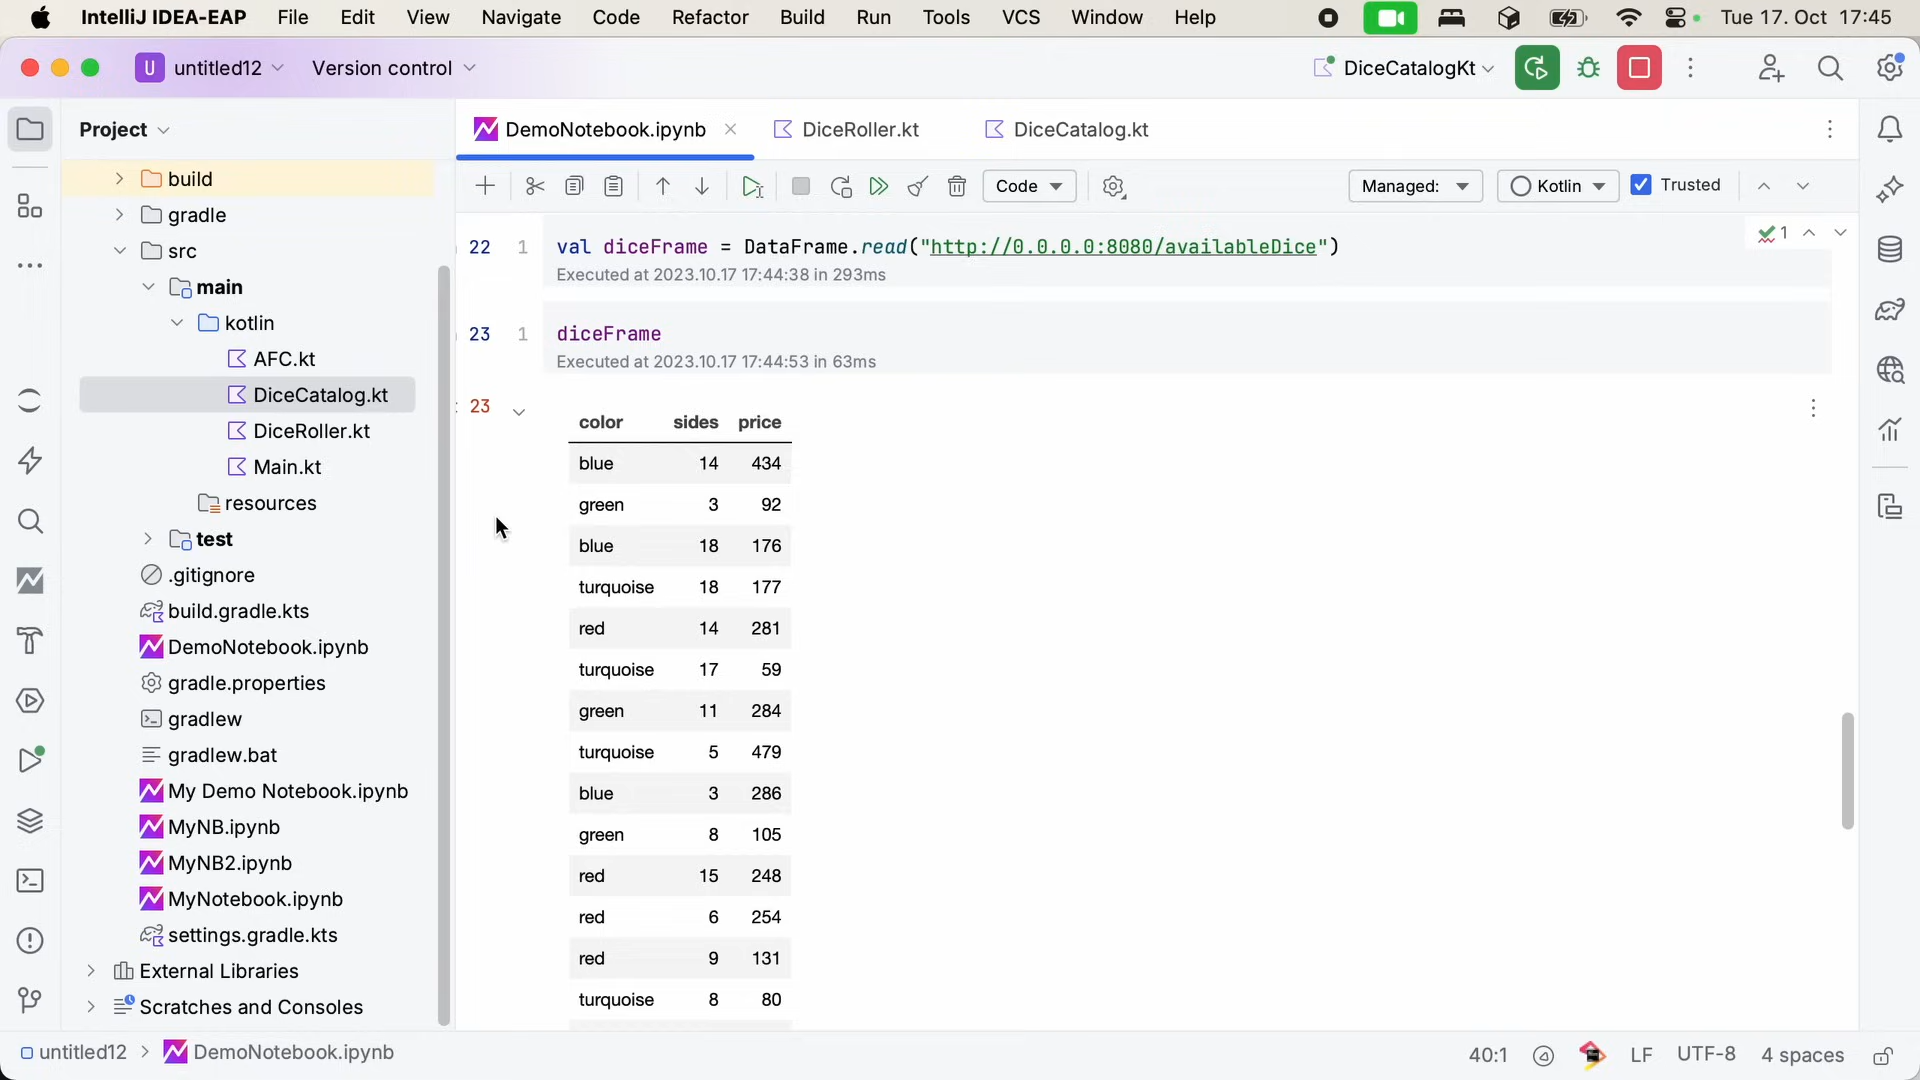 IntelliJ IDEA-EAP File Edit View Navigate Code Refactor Build Run Tools VCS Window Help Tue 17. Oct 17:45
U untitled12 Version control DiceCatalogKt
Project
DemoNotebook.ipynb DiceRoller.kt DiceCatalog.kt
Code Managed: Kotlin Trusted
build
gradle
src
main
kotlin
AFC.kt
DiceCatalog.kt
DiceRoller.kt
Main.kt
resources
test
.gitignore
build.gradle.kts
DemoNotebook.ipynb
gradle.properties
gradlew
gradlew.bat
My Demo Notebook.ipynb
MyNB.ipynb
MyNB2.ipynb
MyNotebook.ipynb
settings.gradle.kts
External Libraries
Scratches and Consoles
22 1 val diceFrame = DataFrame.read("http://0.0.0.0:8080/availableDice") 1
Executed at 2023.10.17 17:44:38 in 293ms
23 1 diceFrame
Executed at 2023.10.17 17:44:53 in 63ms
23
color sides price
blue 14 434
green 3 92
blue 18 176
turquoise 18 177
red 14 281
turquoise 17 59
green 11 284
turquoise 5 479
blue 3 286
green 8 105
red 15 248
red 6 254
red 9 131
turquoise 8 80
untitled12 DemoNotebook.ipynb 40:1 LF UTF-8 4 spaces